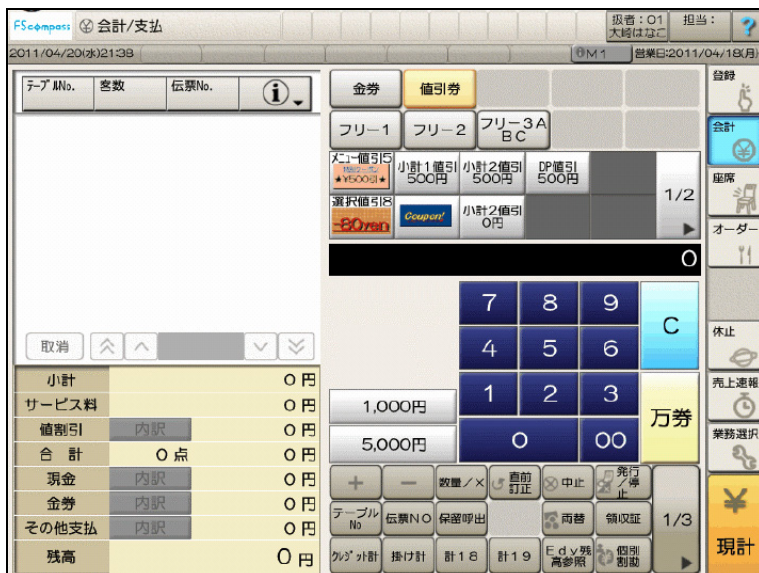 FScompass 会計/支払
扱者:01 担当:
大崎はなこ
?
2011/04/20(水)21:38
M1 営業日:2011/04/18(月)
テーブルNo. 客数 伝票No. i
金券 値引券
フリー1 フリー2 フリー3A
BC
メニュー値引5
★¥500引★
小計1値引
500円
小計2値引
500円
DP値引
500円
1/2
選択値引8
-80yen
Coupon!
小計2値引
0円
0
7 8 9 C
4 5 6
1 2 3 万券
0 00
1,000円
5,000円
取消
小計 0円
サービス料 0円
値割引 内訳 0円
合 計 0点 0円
現金 内訳 0円
金券 内訳 0円
その他支払 内訳 0円
残高 0円
+ - 数量/× 直前
訂正 中止 発行
/停
止
テーブル
No 伝票NO 保留呼出 両替 領収証 1/3
クレジット計 掛け計 計18 計19 Edy残
高参照 個別
割勘
登録
会計
座席
オーダー
休止
売上速報
業務選択
¥
現計